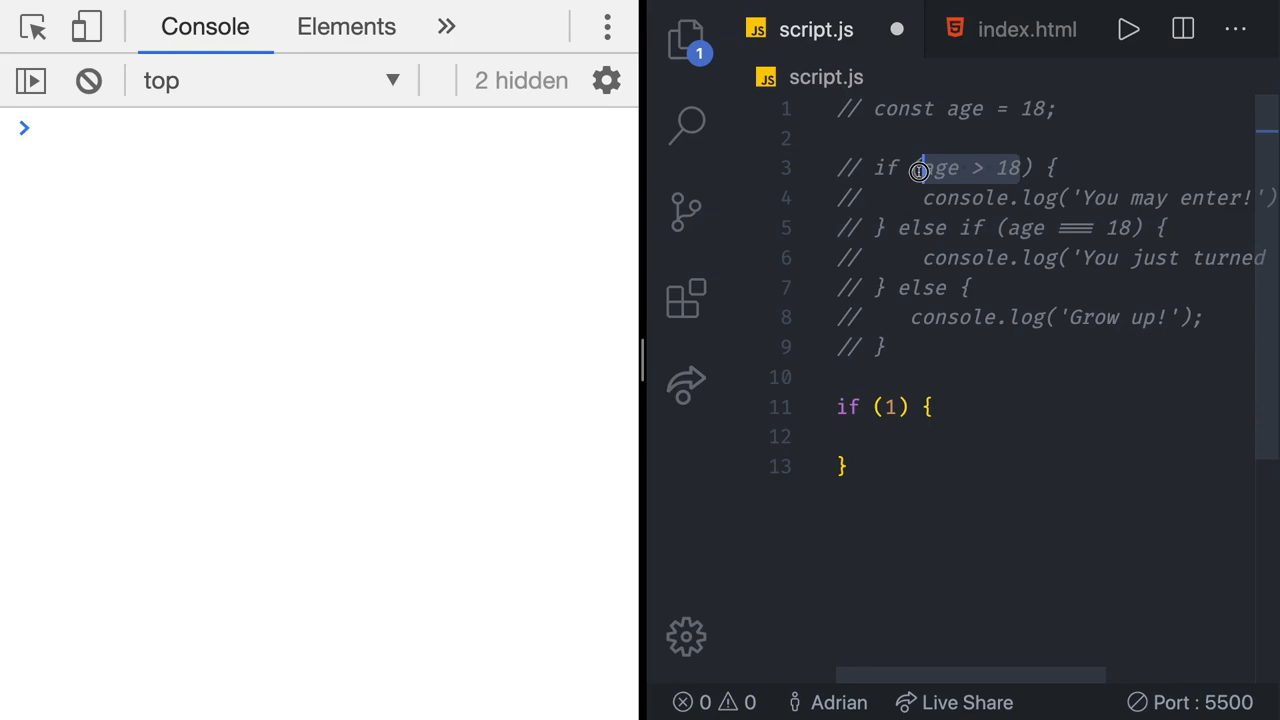 Console Elements
top 2 hidden
>
1
JS script.js index.html
JS script.js
1 // const age = 18;
2
3 // if (age > 18) {
4 // console.log('You may enter!')
5 // } else if (age === 18) {
6 // console.log('You just turned
7 // } else {
8 // console.log('Grow up!');
9 // }
10
11 if (1) {
12
13 }
0 0 Adrian Live Share Port : 5500